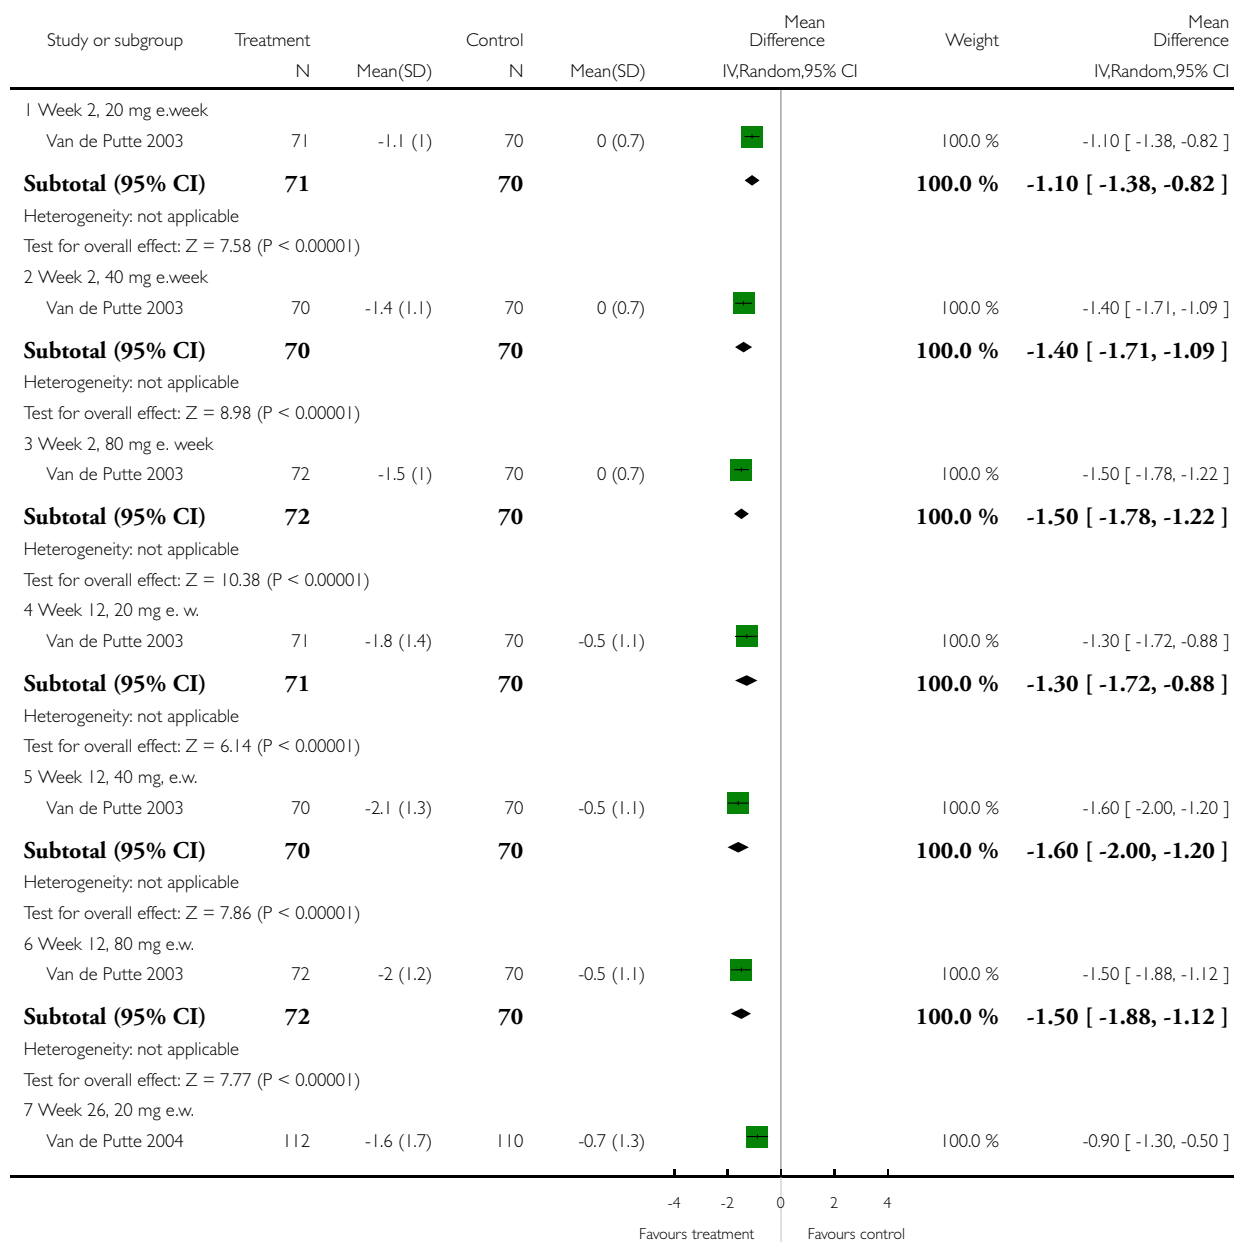 Study or subgroup Treatment Control Mean Difference Weight Mean Difference
N Mean(SD) N Mean(SD) IV,Random,95% CI IV,Random,95% CI
1 Week 2, 20 mg e.week
Van de Putte 2003 71 -1.1 (1) 70 0 (0.7) 100.0 % -1.10 [ -1.38, -0.82 ]
Subtotal (95% CI) 71 70 100.0 % -1.10 [ -1.38, -0.82 ]
Heterogeneity: not applicable
Test for overall effect: Z = 7.58 (P < 0.00001)
2 Week 2, 40 mg e.week
Van de Putte 2003 70 -1.4 (1.1) 70 0 (0.7) 100.0 % -1.40 [ -1.71, -1.09 ]
Subtotal (95% CI) 70 70 100.0 % -1.40 [ -1.71, -1.09 ]
Heterogeneity: not applicable
Test for overall effect: Z = 8.98 (P < 0.00001)
3 Week 2, 80 mg e. week
Van de Putte 2003 72 -1.5 (1) 70 0 (0.7) 100.0 % -1.50 [ -1.78, -1.22 ]
Subtotal (95% CI) 72 70 100.0 % -1.50 [ -1.78, -1.22 ]
Heterogeneity: not applicable
Test for overall effect: Z = 10.38 (P < 0.00001)
4 Week 12, 20 mg e. w.
Van de Putte 2003 71 -1.8 (1.4) 70 -0.5 (1.1) 100.0 % -1.30 [ -1.72, -0.88 ]
Subtotal (95% CI) 71 70 100.0 % -1.30 [ -1.72, -0.88 ]
Heterogeneity: not applicable
Test for overall effect: Z = 6.14 (P < 0.00001)
5 Week 12, 40 mg, e.w.
Van de Putte 2003 70 -2.1 (1.3) 70 -0.5 (1.1) 100.0 % -1.60 [ -2.00, -1.20 ]
Subtotal (95% CI) 70 70 100.0 % -1.60 [ -2.00, -1.20 ]
Heterogeneity: not applicable
Test for overall effect: Z = 7.86 (P < 0.00001)
6 Week 12, 80 mg e.w.
Van de Putte 2003 72 -2 (1.2) 70 -0.5 (1.1) 100.0 % -1.50 [ -1.88, -1.12 ]
Subtotal (95% CI) 72 70 100.0 % -1.50 [ -1.88, -1.12 ]
Heterogeneity: not applicable
Test for overall effect: Z = 7.77 (P < 0.00001)
7 Week 26, 20 mg e.w.
Van de Putte 2004 112 -1.6 (1.7) 110 -0.7 (1.3) 100.0 % -0.90 [ -1.30, -0.50 ]
-4 -2 0 2 4
Favours treatment Favours control